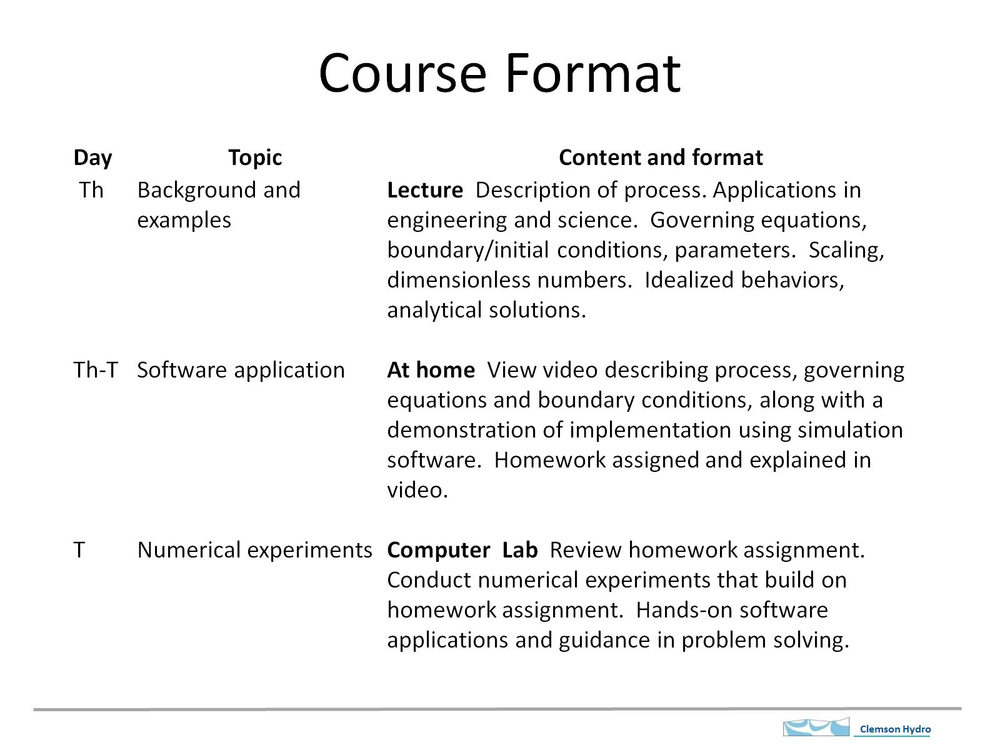 Course Format
Day Topic Content and format
Th Background and examples Lecture Description of process. Applications in
engineering and science. Governing equations,
boundary/initial conditions, parameters. Scaling,
dimensionless numbers. Idealized behaviors,
analytical solutions.
Th-T Software application At home View video describing process, governing
equations and boundary conditions, along with a
demonstration of implementation using simulation
software. Homework assigned and explained in
video.
T Numerical experiments Computer Lab Review homework assignment.
Conduct numerical experiments that build on
homework assignment. Hands-on software
applications and guidance in problem solving.
Clemson Hydro